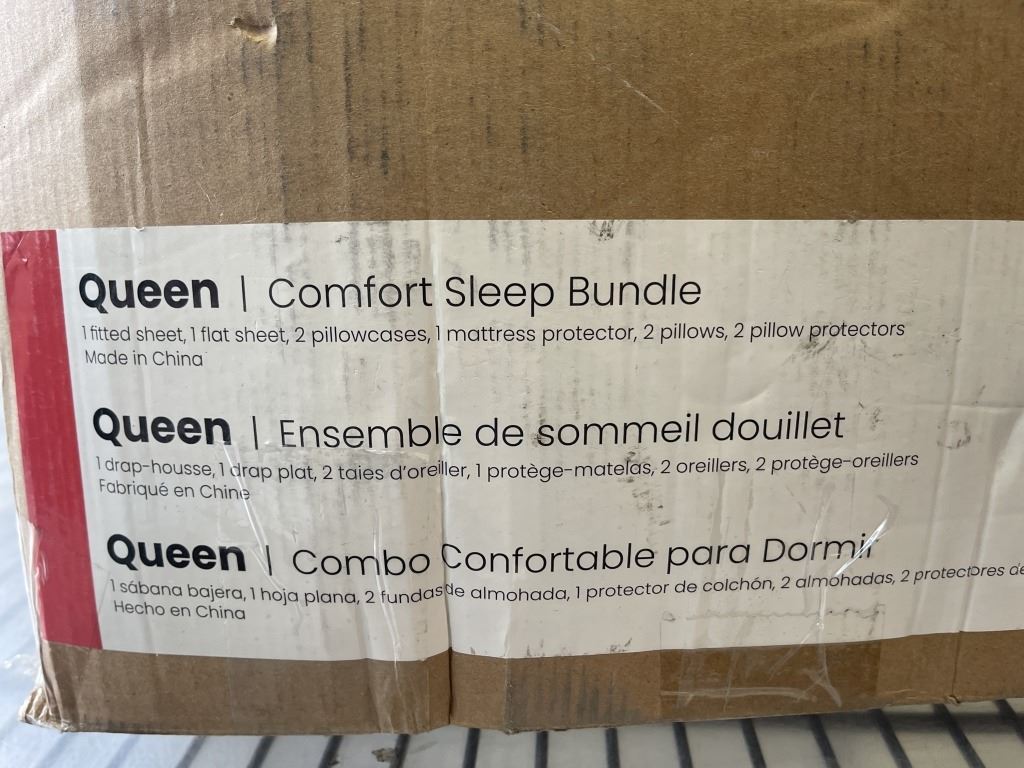 Queen | Comfort Sleep Bundle
1 fitted sheet, 1 flat sheet, 2 pillowcases, 1 mattress protector, 2 pillows, 2 pillow protectors
Made in China
Queen | Ensemble de sommeil douillet
1 drap-housse, 1 drap plat, 2 taies d'oreiller, 1 protège-matelas, 2 oreillers, 2 protège-oreillers
Fabriqué en Chine
Queen | Combo Confortable para Dormir
1 sábana bajera, 1 hoja plana, 2 fundas de almohada, 1 protector de colchón, 2 almohadas, 2 protectores de
Hecho en China